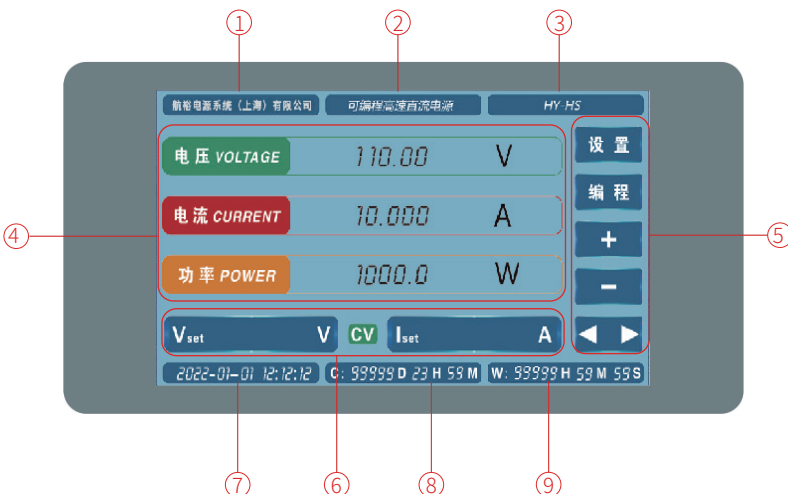 ① ② ③
航裕电源系统（上海）有限公司 可编程高速直流电源 HY-HS
电压 VOLTAGE 110.00 V 设置
电流 CURRENT 10.000 A 编程
④ + ⑤
功率 POWER 1000.0 W −
Vset V CV Iset A ◀ ▶
2022-01-01 12:12:12 C: 99999 D 23 H 59 M W: 99999 H 59 M 59 S
⑦ ⑥ ⑧ ⑨